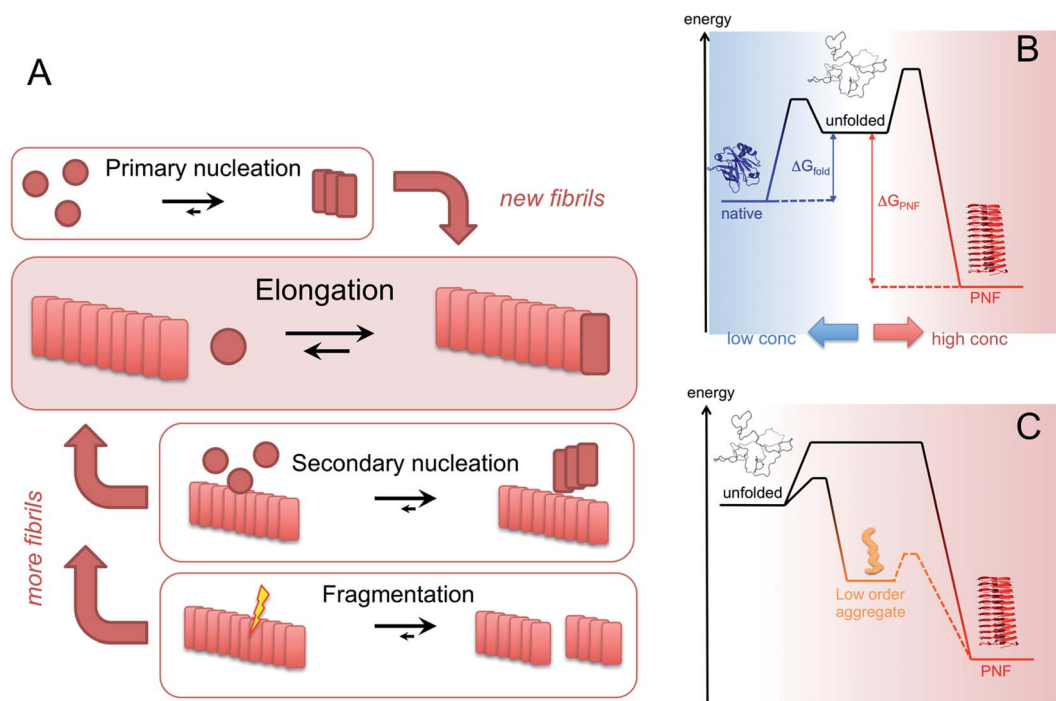 A
Primary nucleation
new fibrils
Elongation
Secondary nucleation
more fibrils
Fragmentation
energy
B
unfolded
ΔGfold
native
ΔGPNF
PNF
low conc
high conc
energy
C
unfolded
Low order
aggregate
PNF